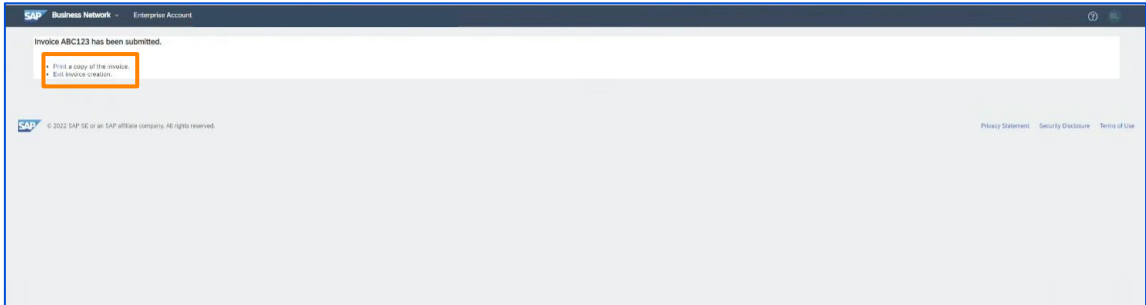 SAP Business Network Enterprise Account
Invoice ABC123 has been submitted.
• Print a copy of the invoice.
• Exit invoice creation.
SAP © 2022 SAP SE or an SAP affiliate company. All rights reserved. Privacy Statement Security Disclosure Terms of Use